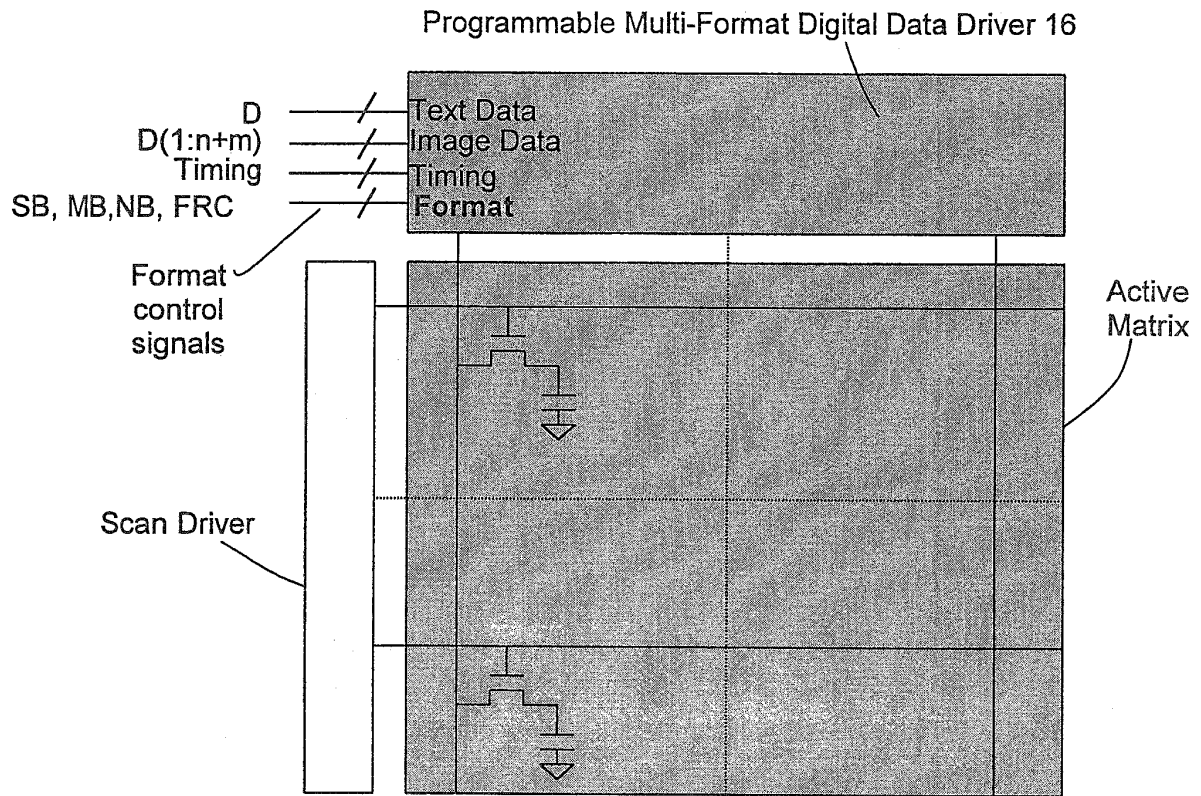 Programmable Multi-Format Digital Data Driver 16
D
Text Data
D(1:n+m)
Image Data
Timing
Timing
SB, MB,NB, FRC
Format
Format
control
signals
Active
Matrix
Scan Driver